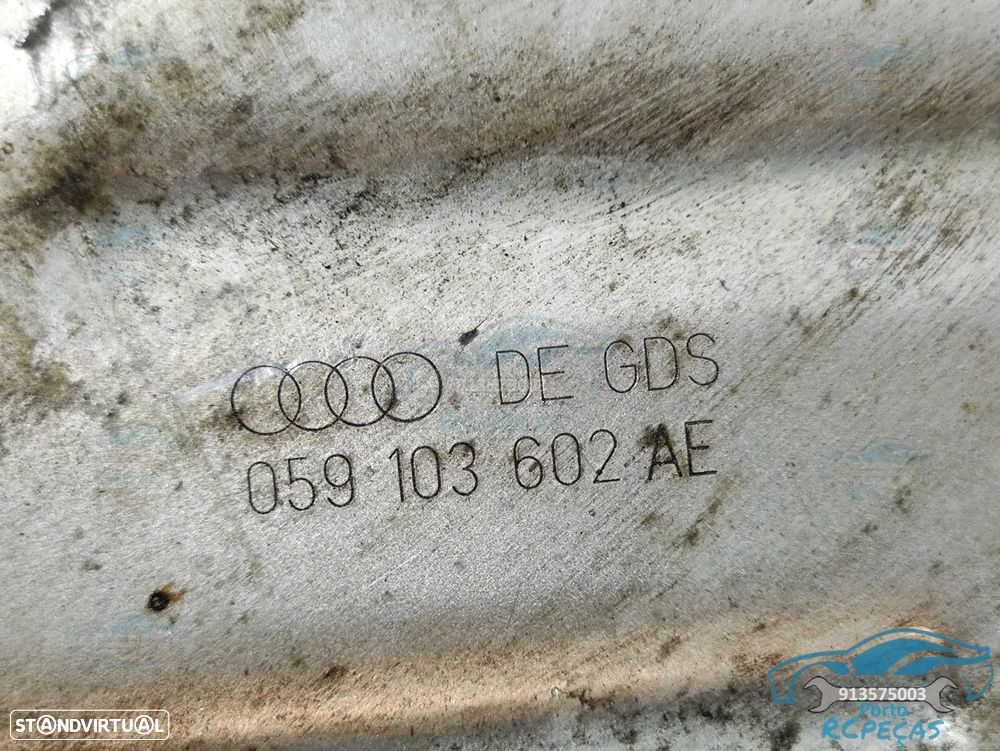 DE GDS
059 103 602 AE
913575003
Porto
RCPEÇAS
STANDVIRTUAL